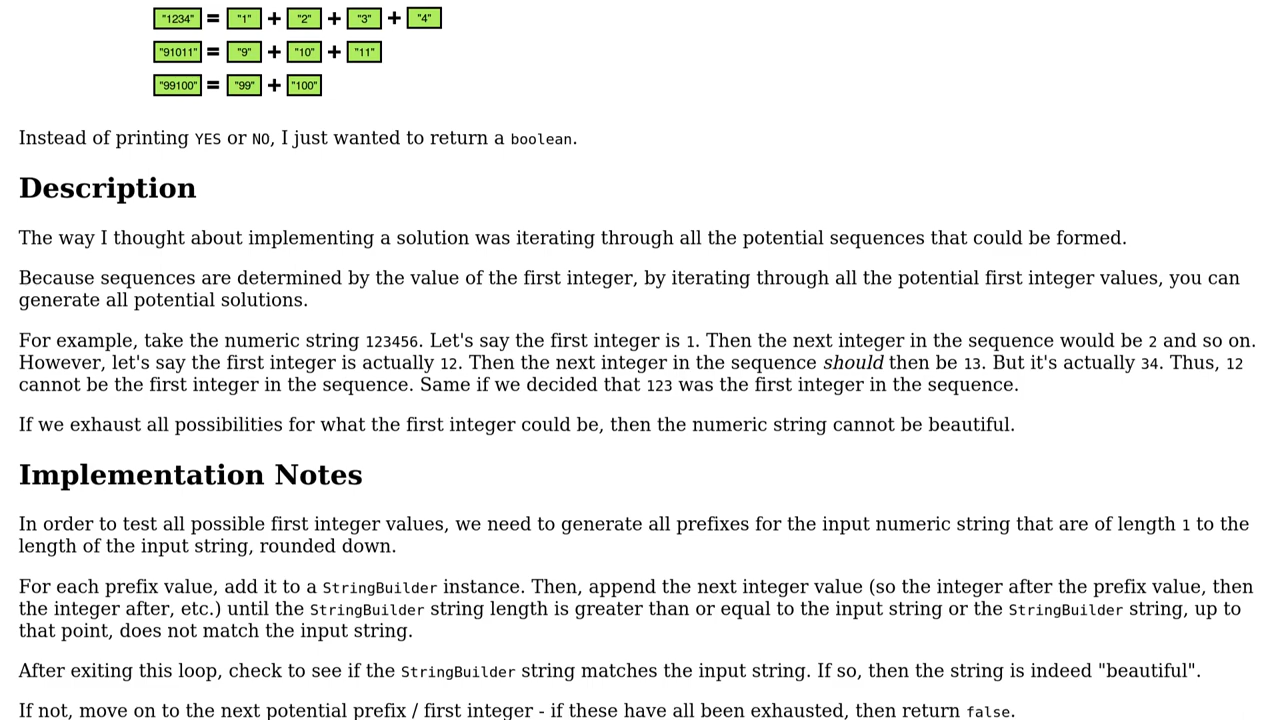 "1234" = "1" + "2" + "3" + "4"
"91011" = "9" + "10" + "11"
"99100" = "99" + "100"
Instead of printing YES or NO, I just wanted to return a boolean.
Description
The way I thought about implementing a solution was iterating through all the potential sequences that could be formed.
Because sequences are determined by the value of the first integer, by iterating through all the potential first integer values, you can
generate all potential solutions.
For example, take the numeric string 123456. Let's say the first integer is 1. Then the next integer in the sequence would be 2 and so on.
However, let's say the first integer is actually 12. Then the next integer in the sequence should then be 13. But it's actually 34. Thus, 12
cannot be the first integer in the sequence. Same if we decided that 123 was the first integer in the sequence.
If we exhaust all possibilities for what the first integer could be, then the numeric string cannot be beautiful.
Implementation Notes
In order to test all possible first integer values, we need to generate all prefixes for the input numeric string that are of length 1 to the
length of the input string, rounded down.
For each prefix value, add it to a StringBuilder instance. Then, append the next integer value (so the integer after the prefix value, then
the integer after, etc.) until the StringBuilder string length is greater than or equal to the input string or the StringBuilder string, up to
that point, does not match the input string.
After exiting this loop, check to see if the StringBuilder string matches the input string. If so, then the string is indeed "beautiful".
If not, move on to the next potential prefix / first integer - if these have all been exhausted, then return false.